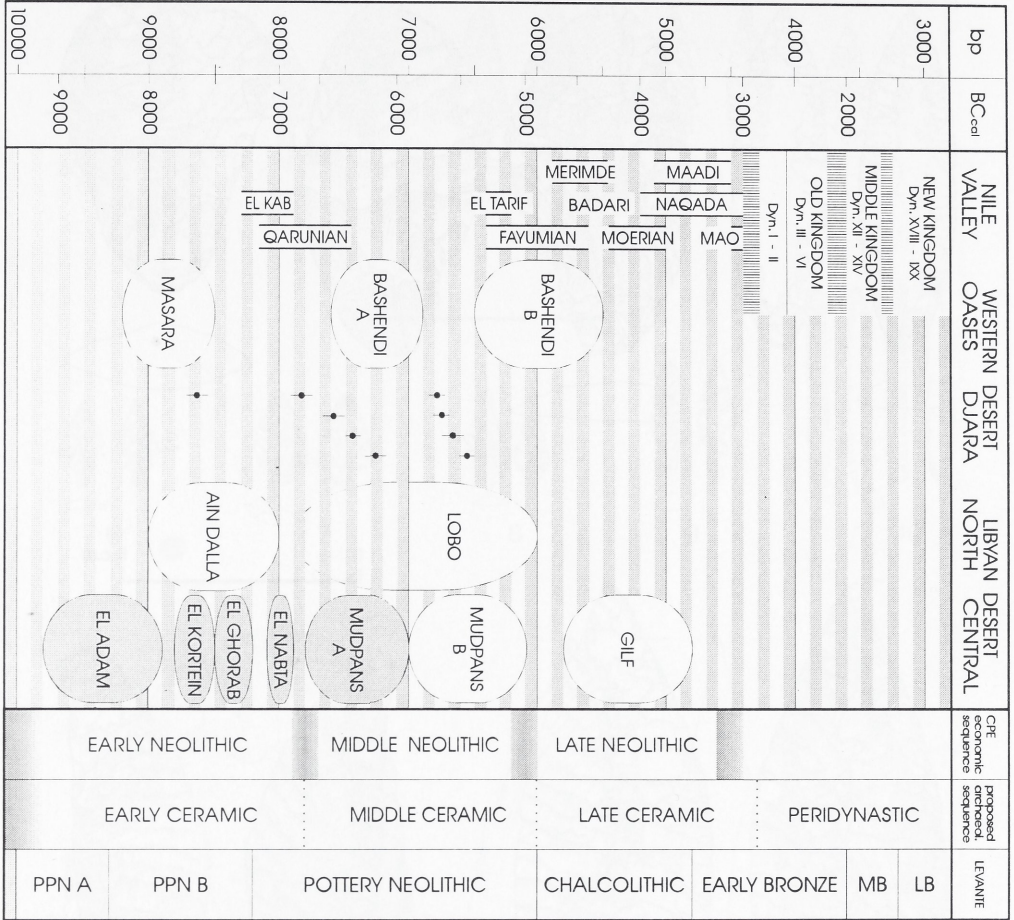 bp
3000
4000
5000
6000
7000
8000
9000
10000
BCcal
2000
3000
4000
5000
6000
7000
8000
9000
NILE
VALLEY
NEW KINGDOM
Dyn. XVIII - IXX
MIDDLE KINGDOM
Dyn. XII - XIV
OLD KINGDOM
Dyn. III - VI
Dyn. I - II
MERIMDE
MAADI
EL KAB
EL TARIF
BADARI
NAQADA
QARUNIAN
FAYUMIAN
MOERIAN
MAO
WESTERN DESERT
OASES
DJARA
MASARA
BASHENDI
A
BASHENDI
B
LIBYAN DESERT
NORTH
CENTRAL
AIN DALLA
LOBO
EL ADAM
EL KORTEIN
EL GHORAB
EL NABTA
MUDPANS
A
MUDPANS
B
GILF
CPE
economic
sequence
EARLY NEOLITHIC
MIDDLE NEOLITHIC
LATE NEOLITHIC
proposed
archaeol.
sequence
EARLY CERAMIC
MIDDLE CERAMIC
LATE CERAMIC
PERIDYNASTIC
LEVANTE
PPN A
PPN B
POTTERY NEOLITHIC
CHALCOLITHIC
EARLY BRONZE
MB
LB